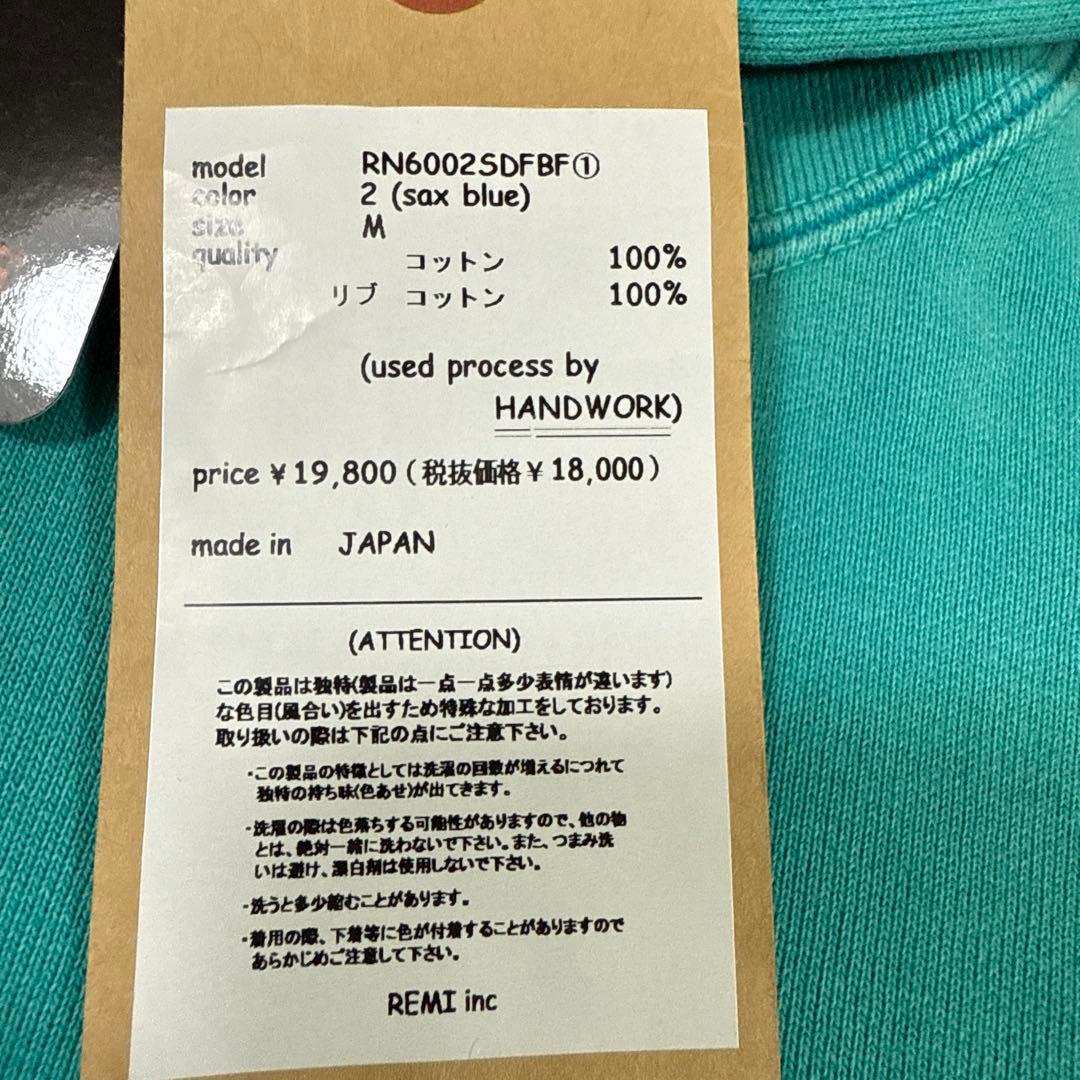 model RN6002SDFBF①
color 2 (sax blue)
size M
quality コットン 100%
リブ コットン 100%
(used process by
HANDWORK)
price ¥19,800(税抜価格¥18,000)
made in JAPAN
(ATTENTION)
この製品は独特(製品は一点一点多少表情が違います)
な色目(風合い)を出すため特殊な加工をしております。
取り扱いの際は下記の点にご注意下さい。
・この製品の特徴としては洗濯の回数が増えるにつれて
独特の持ち味(色あせ)が出てきます。
・洗濯の際は色落ちする可能性がありますので、他の物
とは、絶対一緒に洗わないで下さい。また、つまみ洗
いは避け、漂白剤は使用しないで下さい。
・洗うと多少縮むことがあります。
・着用の際、下着等に色が付着することがありますので
あらかじめご注意して下さい。
REMI inc